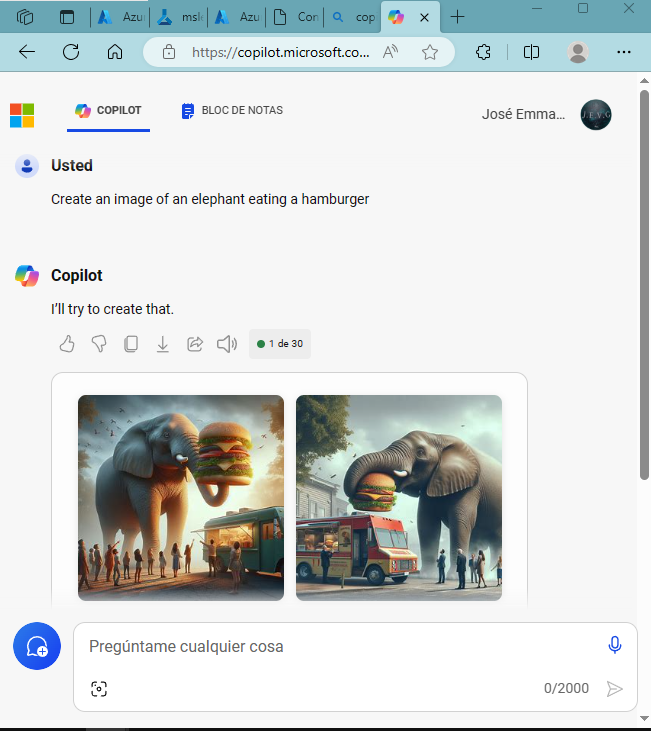 Azu
msl
Azu
Con
cop
https://copilot.microsoft.co...
COPILOT
BLOC DE NOTAS
José Emma...
J.E.V.G
Usted
Create an image of an elephant eating a hamburger
Copilot
I'll try to create that.
1 de 30
Pregúntame cualquier cosa
0/2000